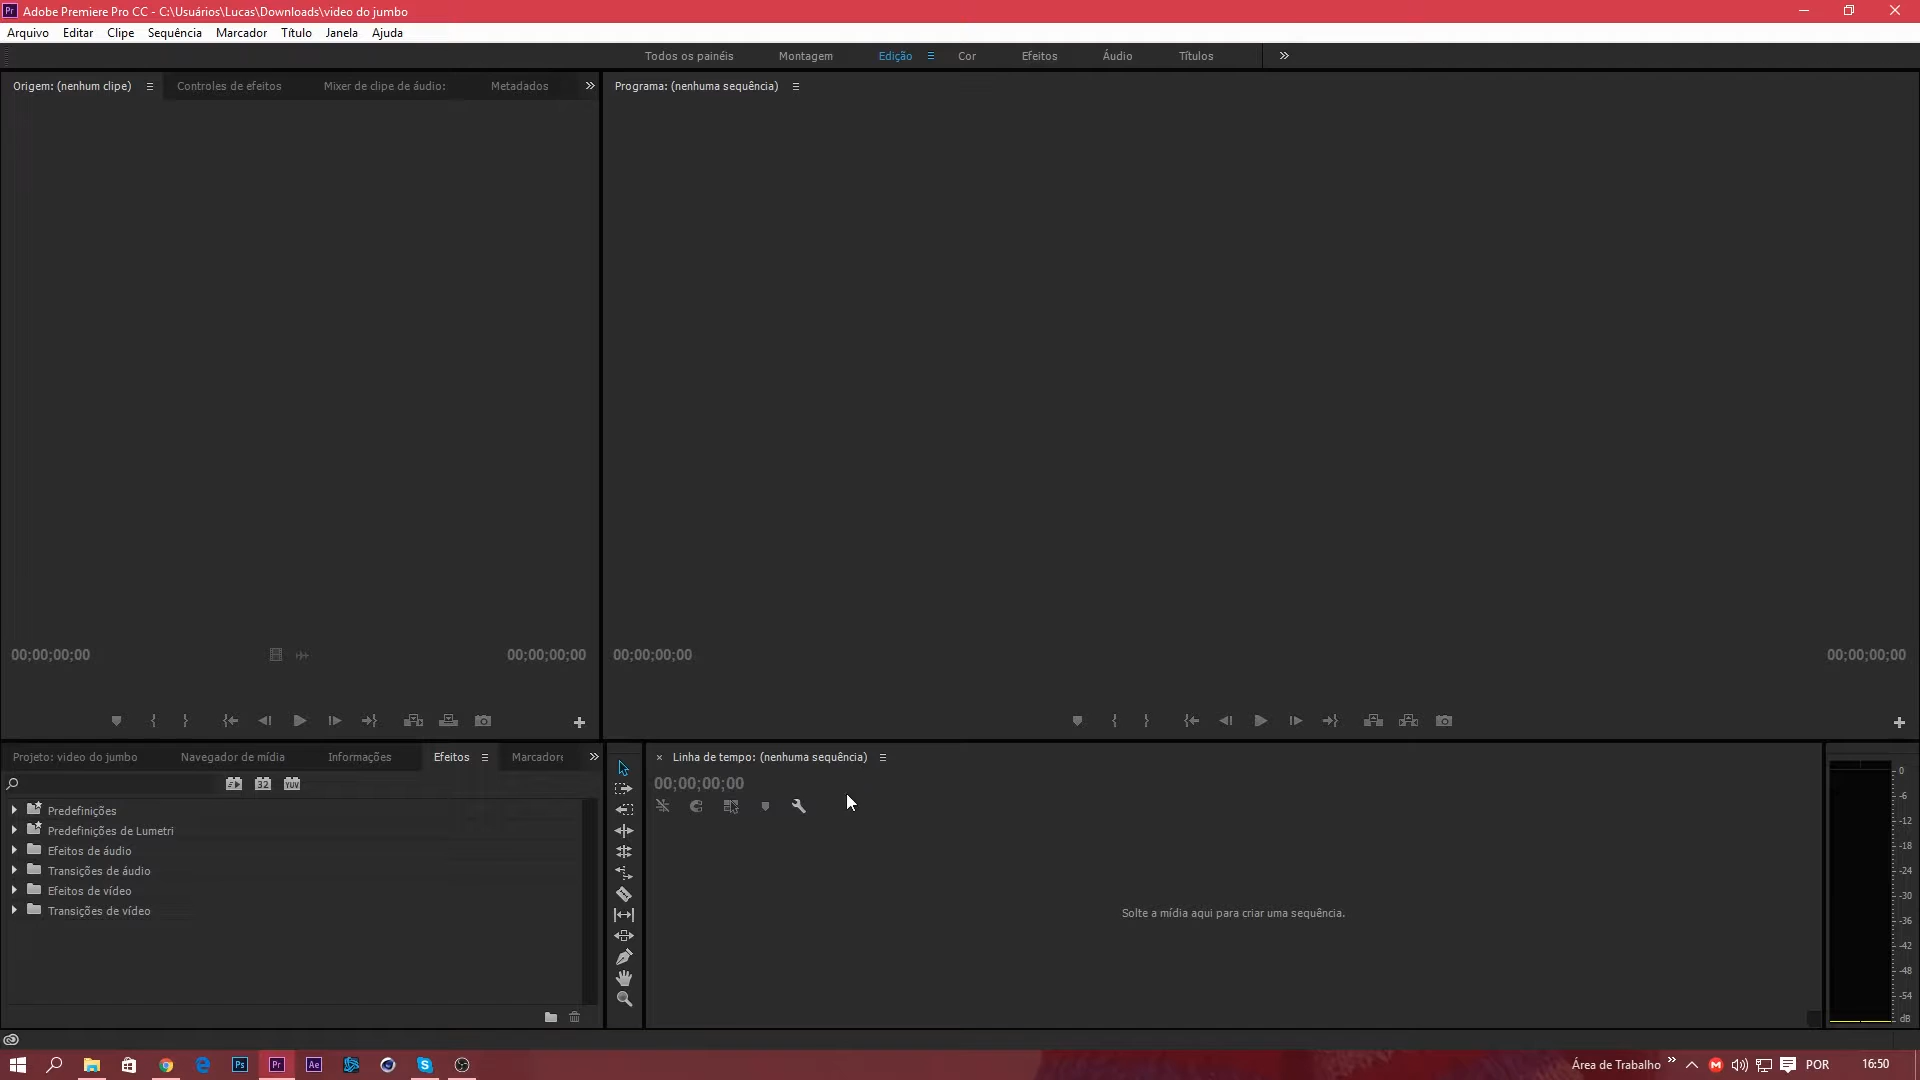 Pr Adobe Premiere Pro CC - C:\Usuários\Lucas\Downloads\video do jumbo
Arquivo Editar Clipe Sequência Marcador Título Janela Ajuda
Todos os painéis Montagem Edição Cor Efeitos Áudio Títulos
Origem: (nenhum clipe) Controles de efeitos Mixer de clipe de áudio: Metadados
Programa: (nenhuma sequência)
00;00;00;00 00;00;00;00
00;00;00;00 00;00;00;00
Projeto: video do jumbo Navegador de mídia Informações Efeitos Marcadore
32 YUV
Predefinições
Predefinições de Lumetri
Efeitos de áudio
Transições de áudio
Efeitos de vídeo
Transições de vídeo
Linha de tempo: (nenhuma sequência)
00;00;00;00
Solte a mídia aqui para criar uma sequência.
0
-6
-12
-18
-24
-30
-36
-42
-48
-54
dB
Ps Pr Ae
Área de Trabalho POR 16:50